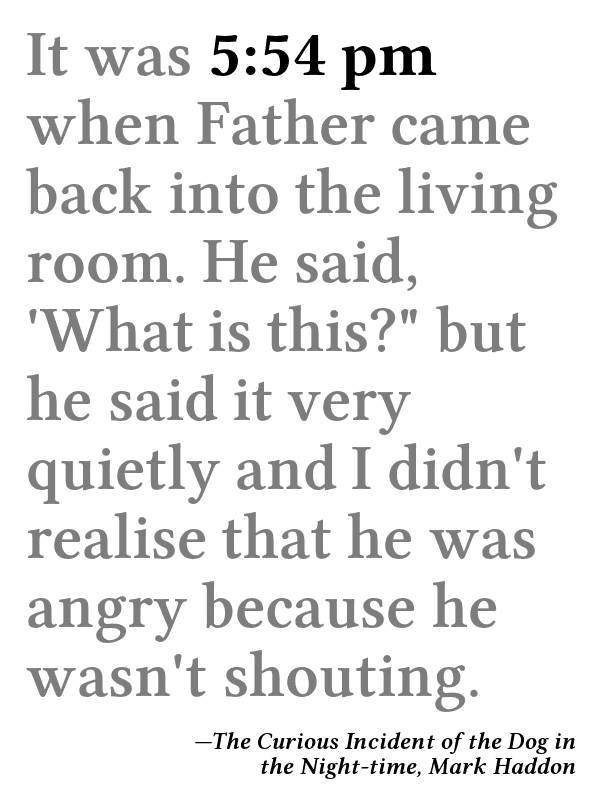 It was 5:54 pm
when Father came
back into the living
room. He said,
'What is this?" but
he said it very
quietly and I didn't
realise that he was
angry because he
wasn't shouting.
—The Curious Incident of the Dog in
the Night-time, Mark Haddon